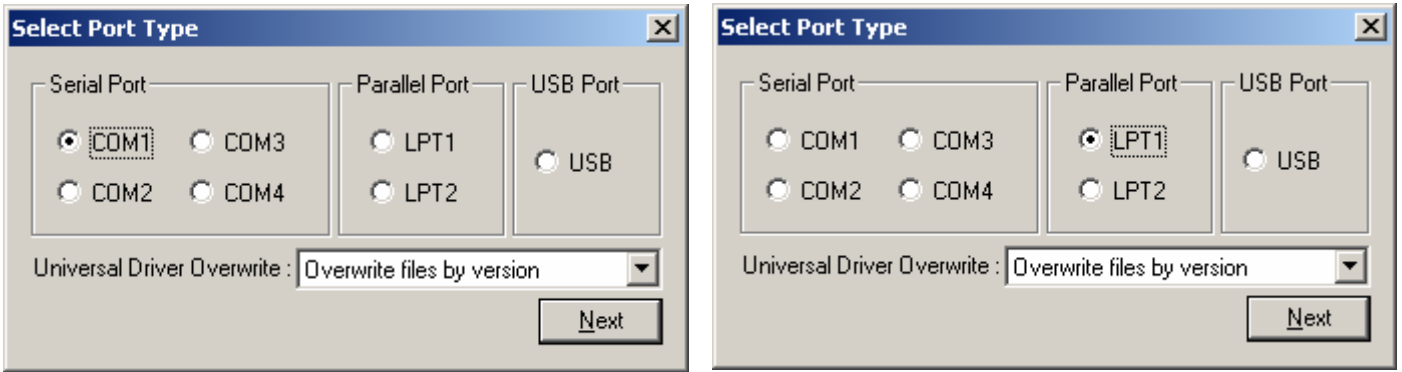 Select Port Type
Serial Port Parallel Port USB Port
COM1 COM3 LPT1 USB
COM2 COM4 LPT2
Universal Driver Overwrite : Overwrite files by version
Next
Select Port Type
Serial Port Parallel Port USB Port
COM1 COM3 LPT1 USB
COM2 COM4 LPT2
Universal Driver Overwrite : Overwrite files by version
Next